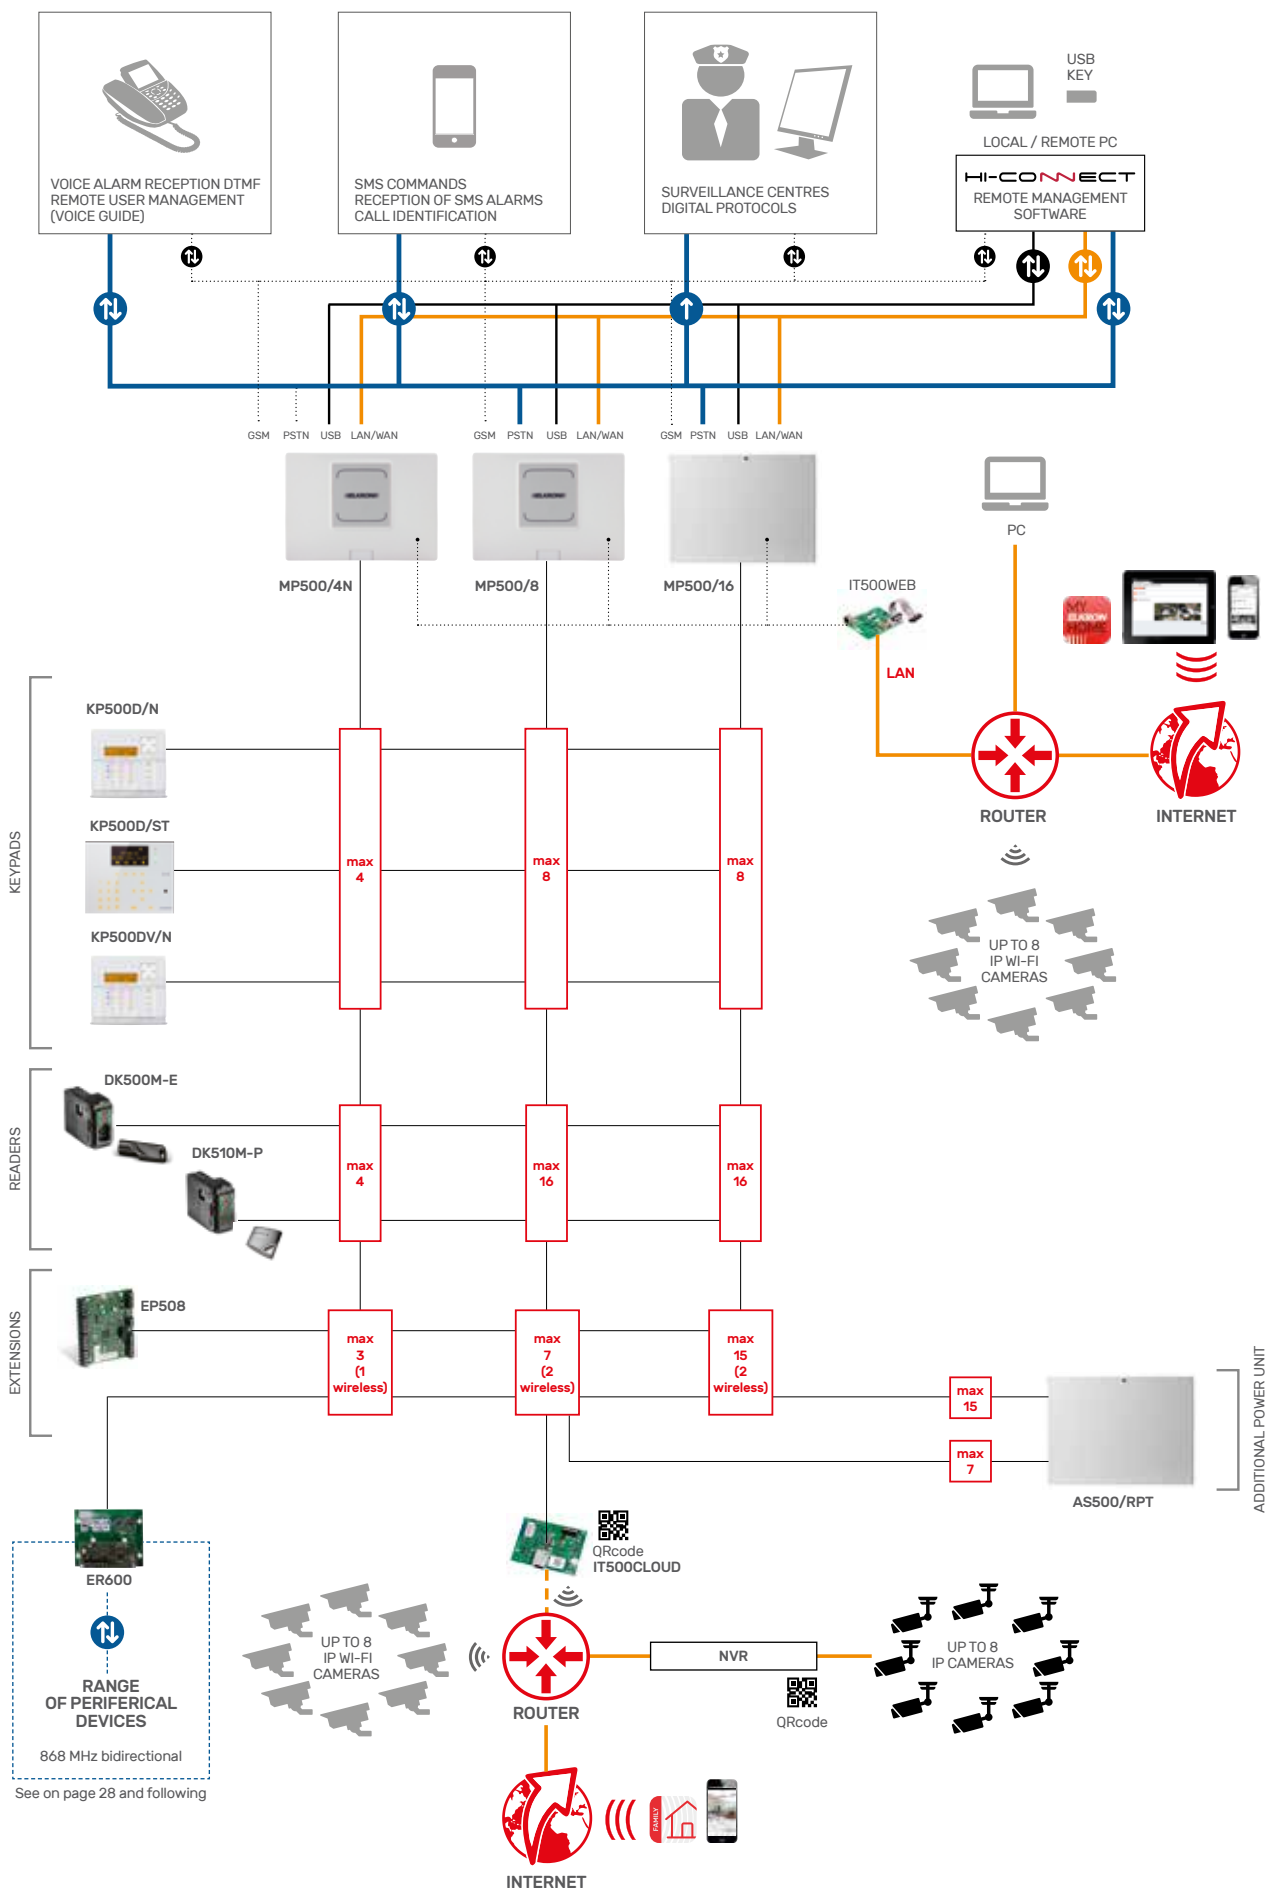 USB
KEY
LOCAL / REMOTE PC
VOICE ALARM RECEPTION DTMF
REMOTE USER MANAGEMENT
(VOICE GUIDE)
SMS COMMANDS
RECEPTION OF SMS ALARMS
CALL IDENTIFICATION
SURVEILLANCE CENTRES
DIGITAL PROTOCOLS
HI-CONNECT
REMOTE MANAGEMENT
SOFTWARE
GSM PSTN USB LAN/WAN
GSM PSTN USB LAN/WAN
GSM PSTN USB LAN/WAN
MP500/4N
MP500/8
MP500/16
PC
IT500WEB
MY
ELKRON
HOME
LAN
ROUTER
INTERNET
UP TO 8
IP WI-FI
CAMERAS
KEYPADS
KP500D/N
KP500D/ST
KP500DV/N
max
4
max
8
max
8
READERS
DK500M-E
DK510M-P
max
4
max
16
max
16
EXTENSIONS
EP508
max
3
(1
wireless)
max
7
(2
wireless)
max
15
(2
wireless)
max
15
max
7
ADDITIONAL POWER UNIT
AS500/RPT
ER600
RANGE
OF PERIFERICAL
DEVICES
868 MHz bidirectional
See on page 28 and following
QRcode
IT500CLOUD
UP TO 8
IP WI-FI
CAMERAS
ROUTER
NVR
QRcode
UP TO 8
IP CAMERAS
INTERNET
FAMILY